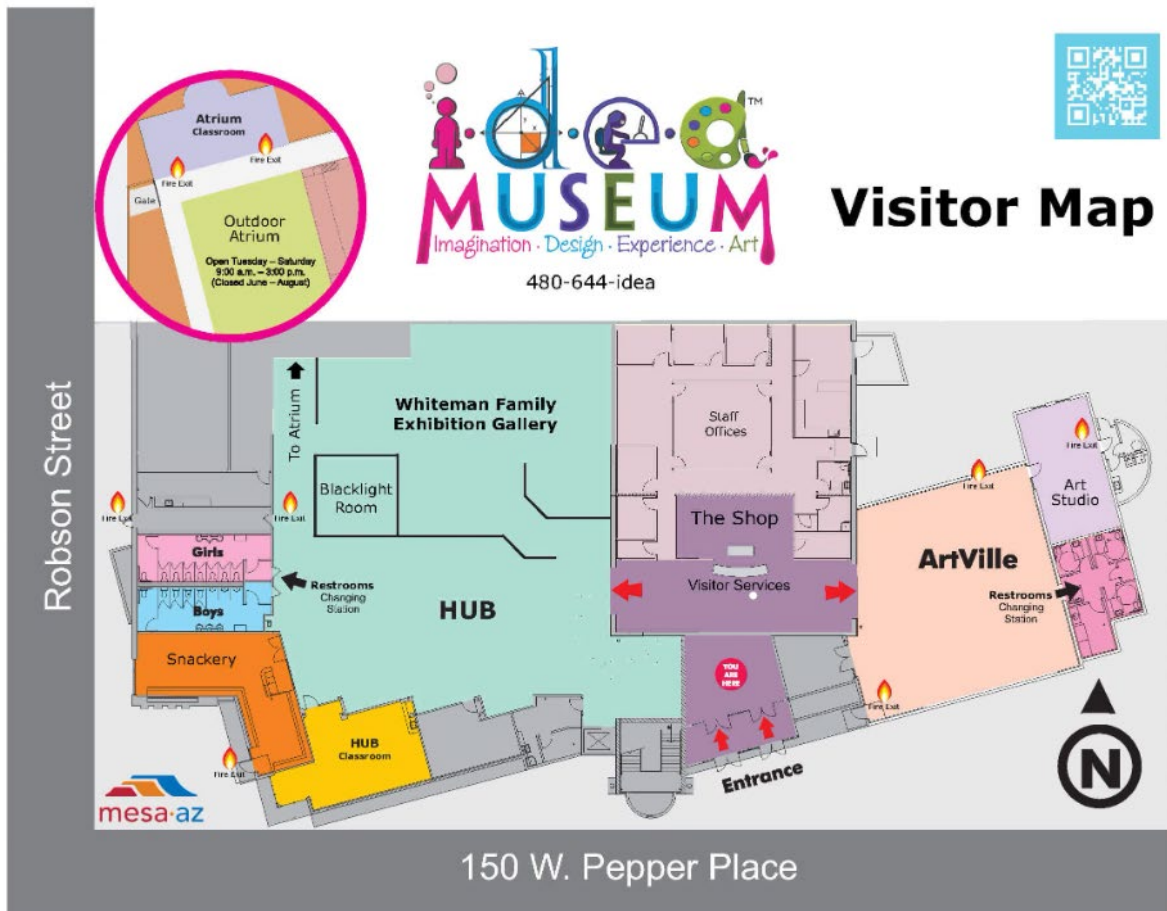 Atrium
Classroom
Fire Exit
Fire Exit
Gate
Outdoor
Atrium
Open Tuesday – Saturday
9:00 a.m. – 3:00 p.m.
(Closed June – August)
i·d·e·a
TM
MUSEUM
Imagination · Design · Experience · Art
480-644-idea
Visitor Map
Robson Street
To Atrium
Whiteman Family
Exhibition Gallery
Staff
Offices
Blacklight
Room
The Shop
Visitor Services
Fire Exit
Fire Exit
Girls
Boys
Restrooms
Changing
Station
HUB
Snackery
HUB
Classroom
Fire Exit
YOU
ARE
HERE
Entrance
ArtVille
Fire Exit
Fire Exit
Art
Studio
Restrooms
Changing
Station
Fire Exit
N
mesa·az
150 W. Pepper Place